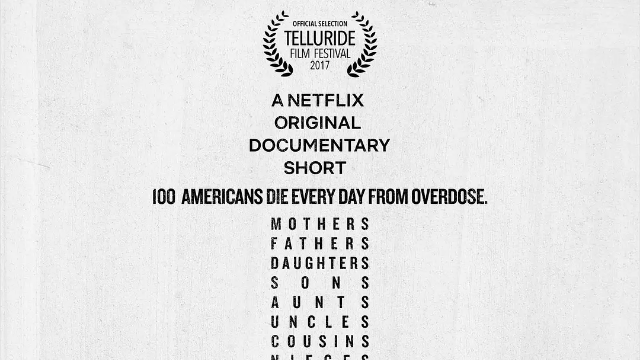 OFFICIAL SELECTION
TELLURIDE
FILM FESTIVAL
2017
A NETFLIX
ORIGINAL
DOCUMENTARY
SHORT
100 AMERICANS DIE EVERY DAY FROM OVERDOSE.
MOTHERS
FATHERS
DAUGHTERS
SONS
AUNTS
UNCLES
COUSINS
NIECES